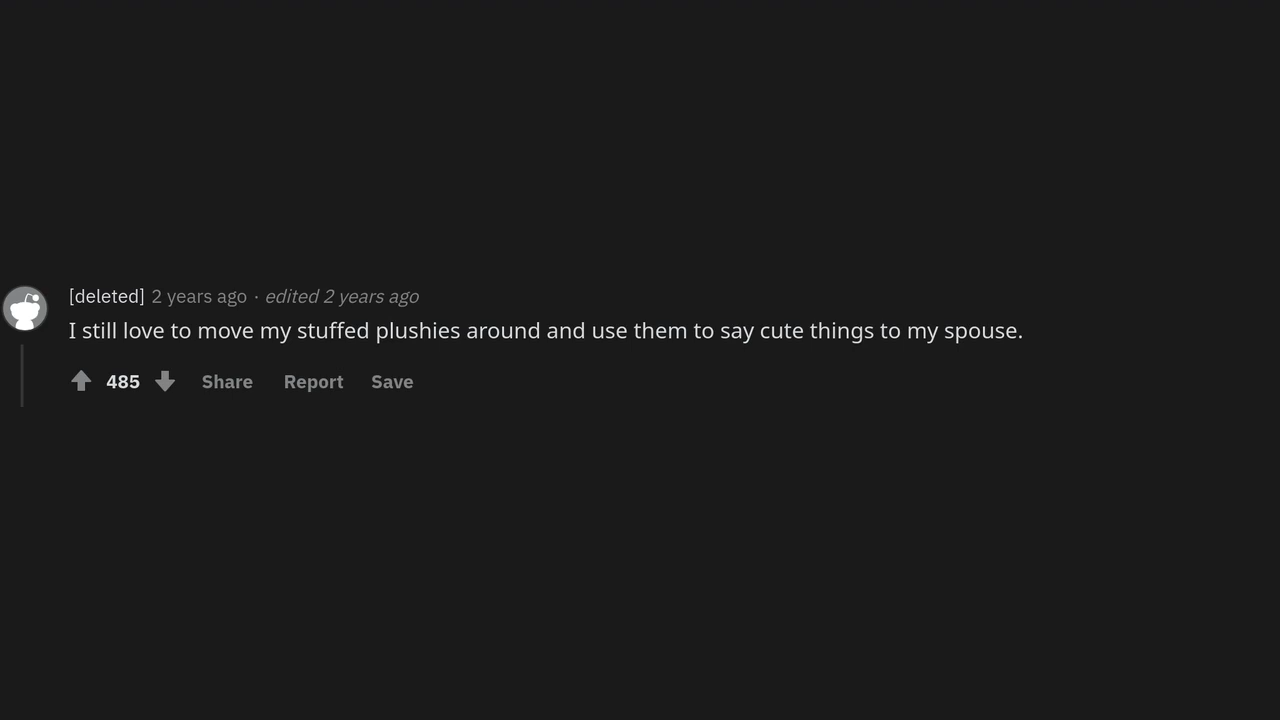 [deleted] 2 years ago · edited 2 years ago
I still love to move my stuffed plushies around and use them to say cute things to my spouse.
485 Share Report Save